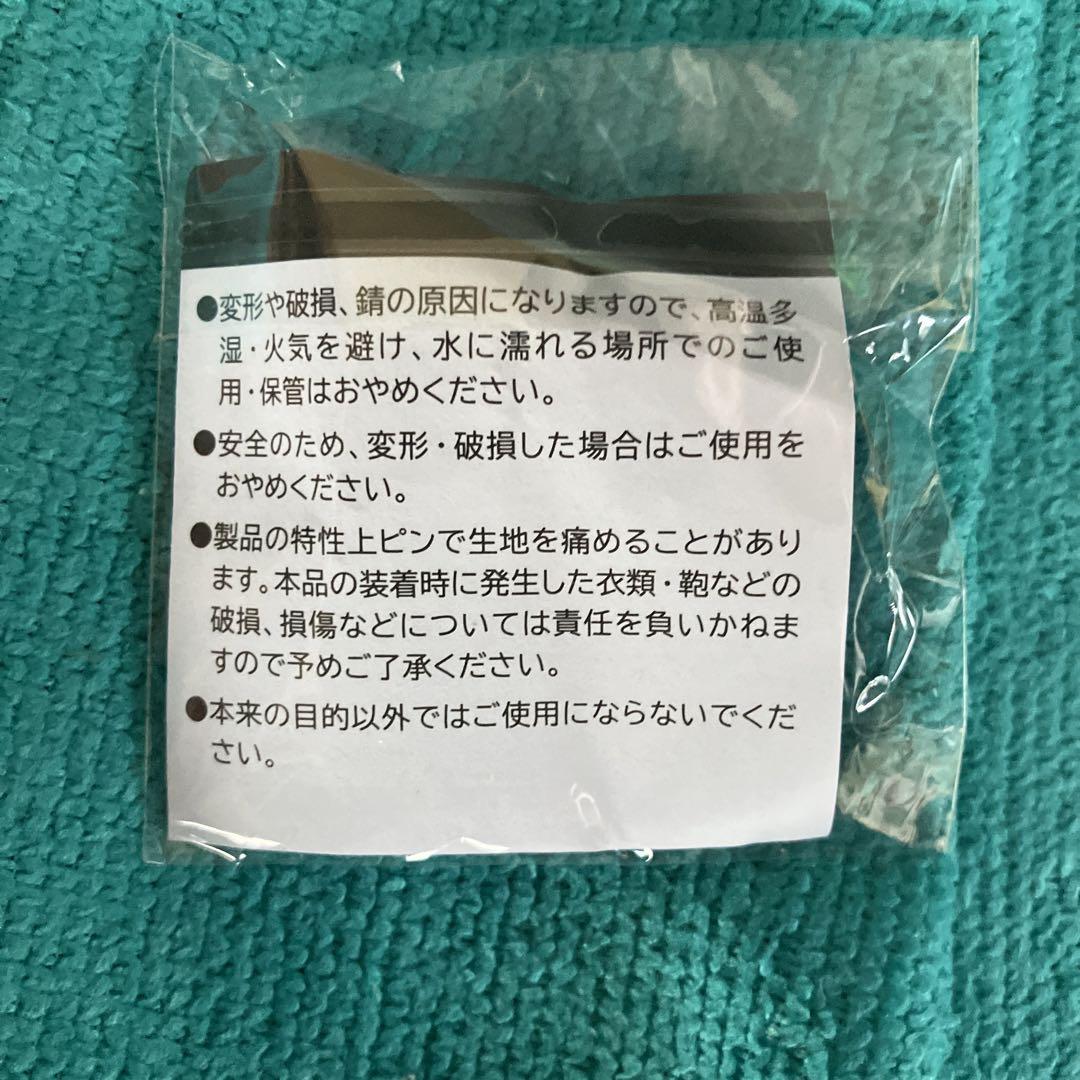 ●変形や破損、錆の原因になりますので、高温多
湿・火気を避け、水に濡れる場所でのご使
用・保管はおやめください。
●安全のため、変形・破損した場合はご使用を
おやめください。
●製品の特性上ピンで生地を痛めることがあり
ます。本品の装着時に発生した衣類・鞄などの
破損、損傷などについては責任を負いかねま
すので予めご了承ください。
●本来の目的以外ではご使用にならないでくだ
さい。